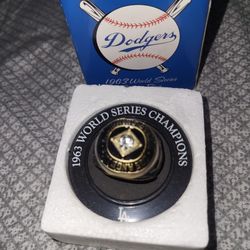 Dodgers
1963 World Series
1963 WORLD SERIES CHAMPIONS
LA